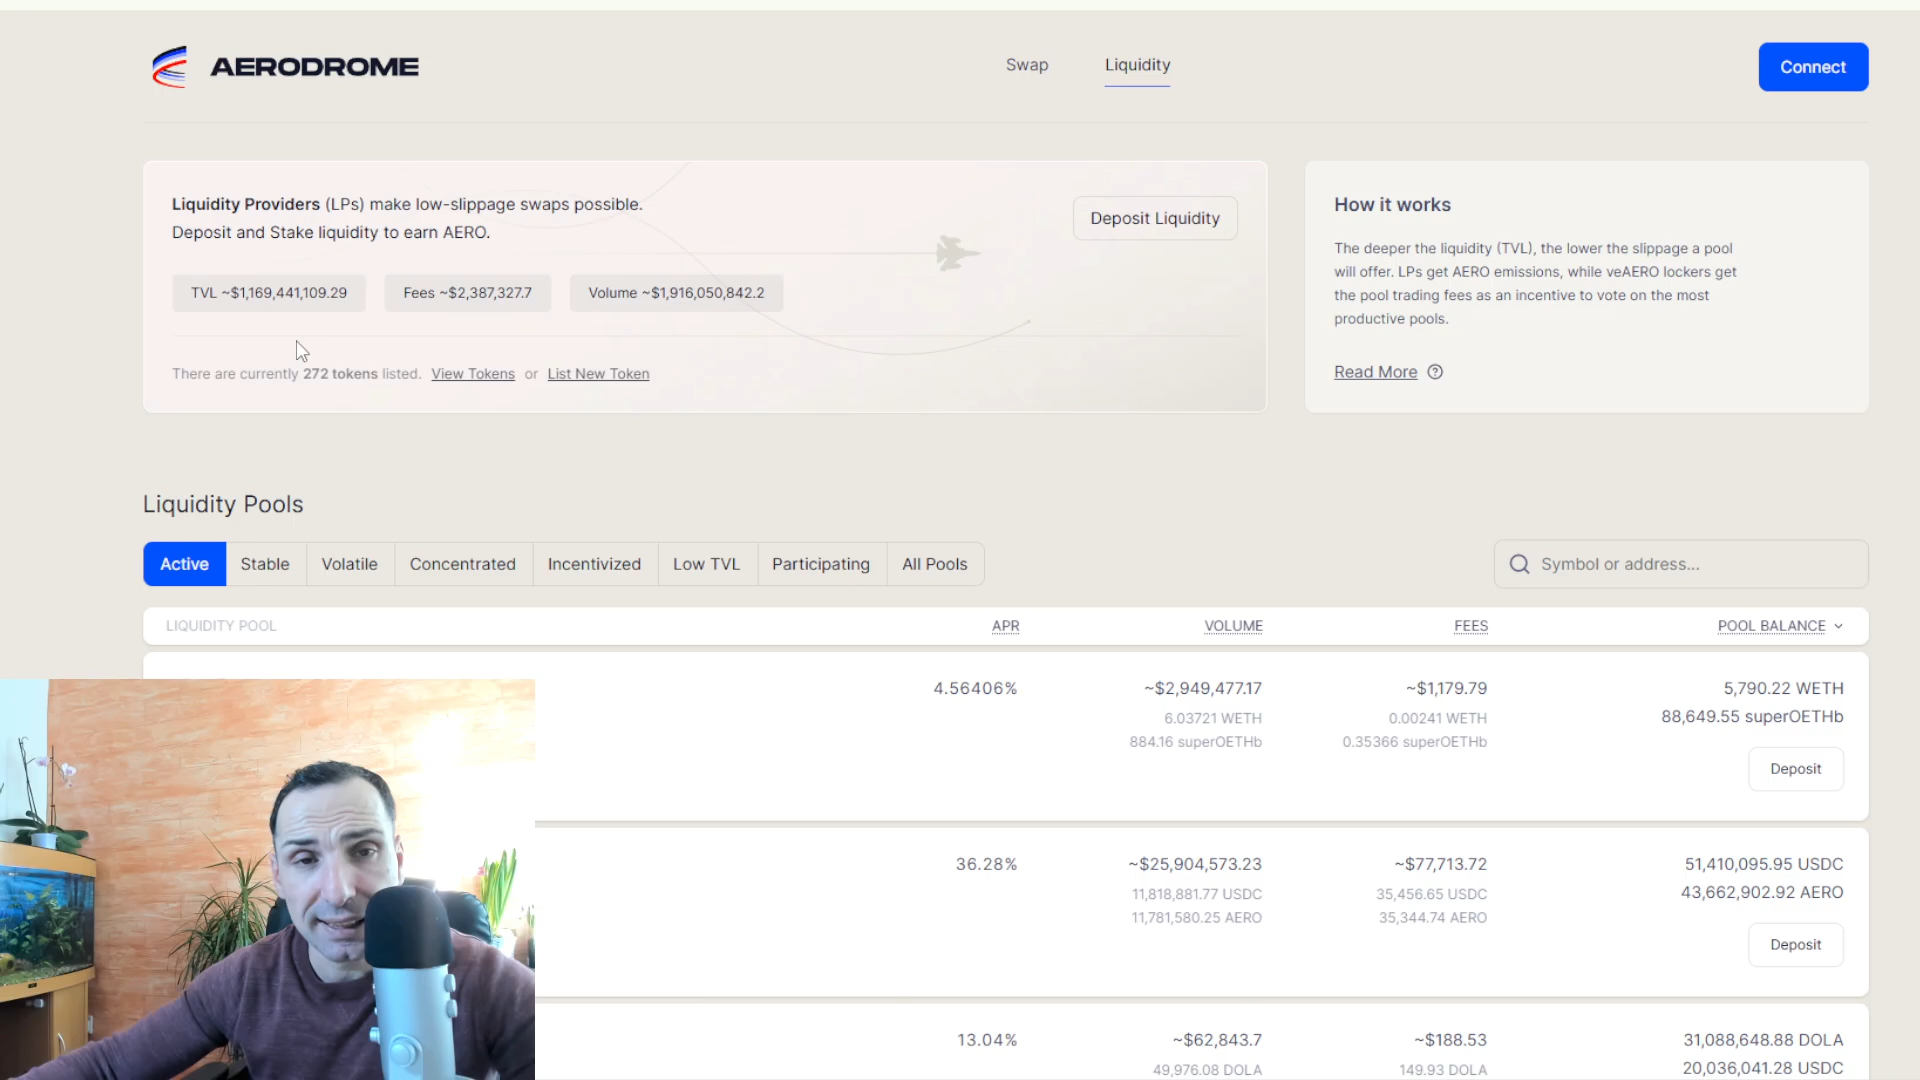 AERODROME
Swap
Liquidity
Connect
Liquidity Providers (LPs) make low-slippage swaps possible.
Deposit and Stake liquidity to earn AERO.
Deposit Liquidity
TVL ~$1,169,441,109.29
Fees ~$2,387,327.7
Volume ~$1,916,050,842.2
There are currently 272 tokens listed. View Tokens or List New Token
How it works
The deeper the liquidity (TVL), the lower the slippage a pool
will offer. LPs get AERO emissions, while veAERO lockers get
the pool trading fees as an incentive to vote on the most
productive pools.
Read More
Liquidity Pools
Active
Stable
Volatile
Concentrated
Incentivized
Low TVL
Participating
All Pools
Symbol or address...
LIQUIDITY POOL
APR
VOLUME
FEES
POOL BALANCE
4.56406%
~$2,949,477.17
~$1,179.79
5,790.22 WETH
6.03721 WETH
0.00241 WETH
88,649.55 superOETHb
884.16 superOETHb
0.35366 superOETHb
Deposit
36.28%
~$25,904,573.23
~$77,713.72
51,410,095.95 USDC
11,818,881.77 USDC
35,456.65 USDC
43,662,902.92 AERO
11,781,580.25 AERO
35,344.74 AERO
Deposit
13.04%
~$62,843.7
~$188.53
31,088,648.88 DOLA
49,976.08 DOLA
149.93 DOLA
20,036,041.28 USDC